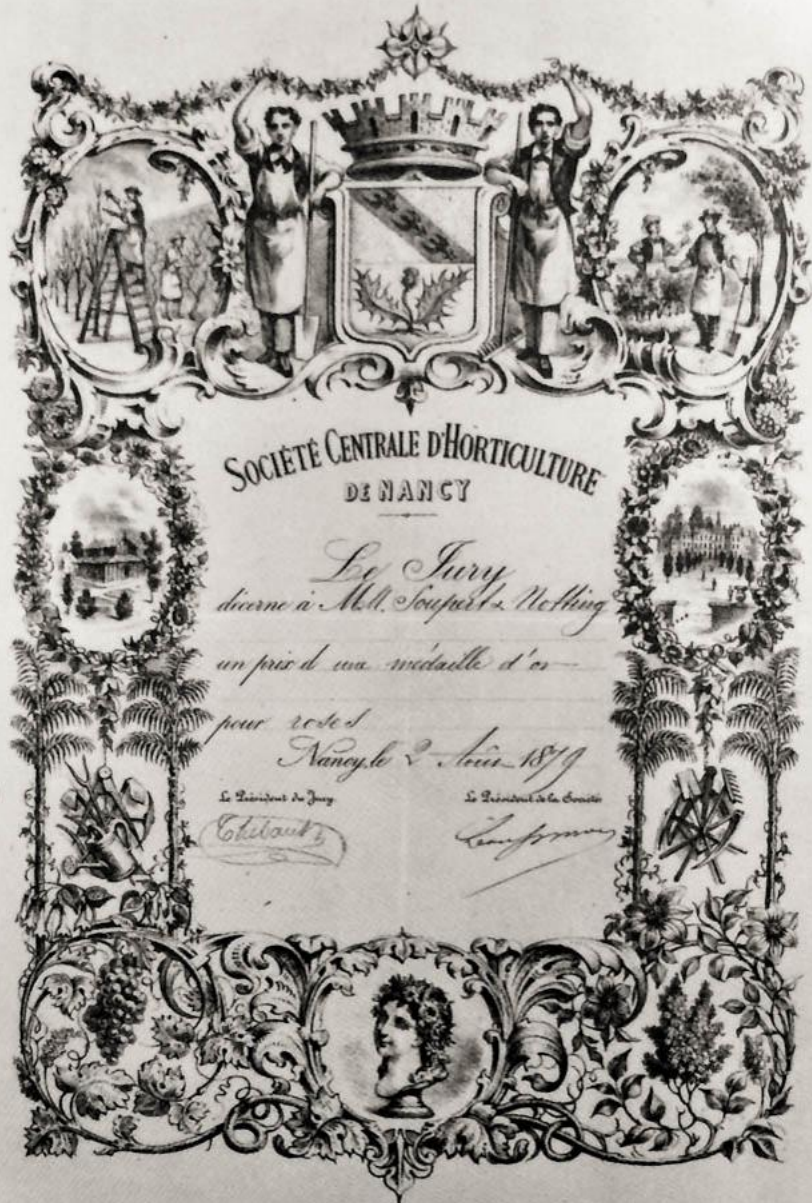 SOCIÉTÉ CENTRALE D'HORTICULTURE
DE NANCY
Le Jury
décerne à M.M. Soupert & Notting
un prix d une médaille d'or
pour roses
Nancy, le 2 Août 1879
Le Président du Jury
Le Président de la Société
Thibault